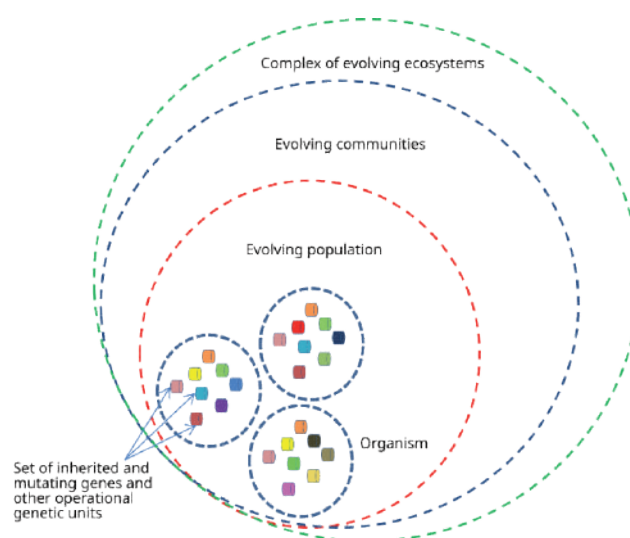 Complex of evolving ecosystems
Evolving communities
Evolving population
Organism
Set of inherited and
mutating genes and
other operational
genetic units